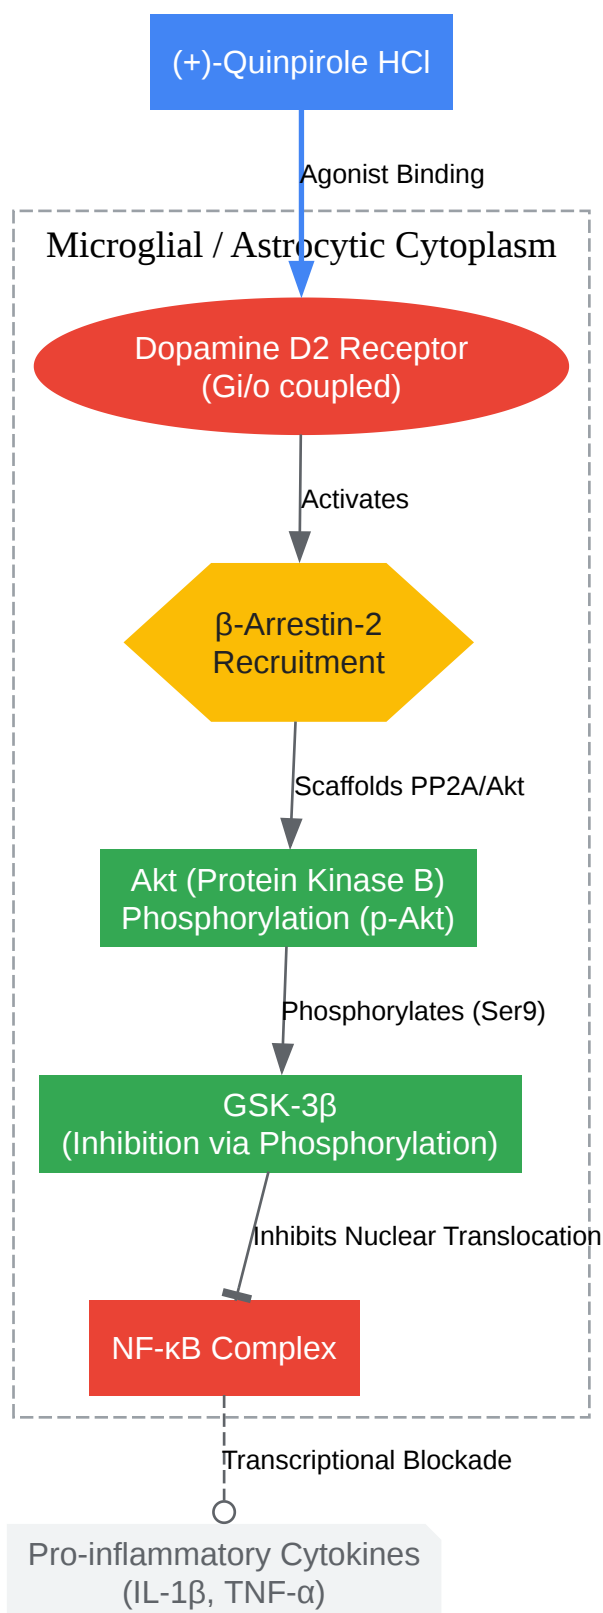 (+)-Quinpirole HCl
Agonist Binding
Microglial / Astrocytic Cytoplasm
Dopamine D2 Receptor
(Gi/o coupled)
Activates
β-Arrestin-2
Recruitment
Scaffolds PP2A/Akt
Akt (Protein Kinase B)
Phosphorylation (p-Akt)
Phosphorylates (Ser9)
GSK-3β
(Inhibition via Phosphorylation)
Inhibits Nuclear Translocation
NF-κB Complex
Transcriptional Blockade
Pro-inflammatory Cytokines
(IL-1β, TNF-α)